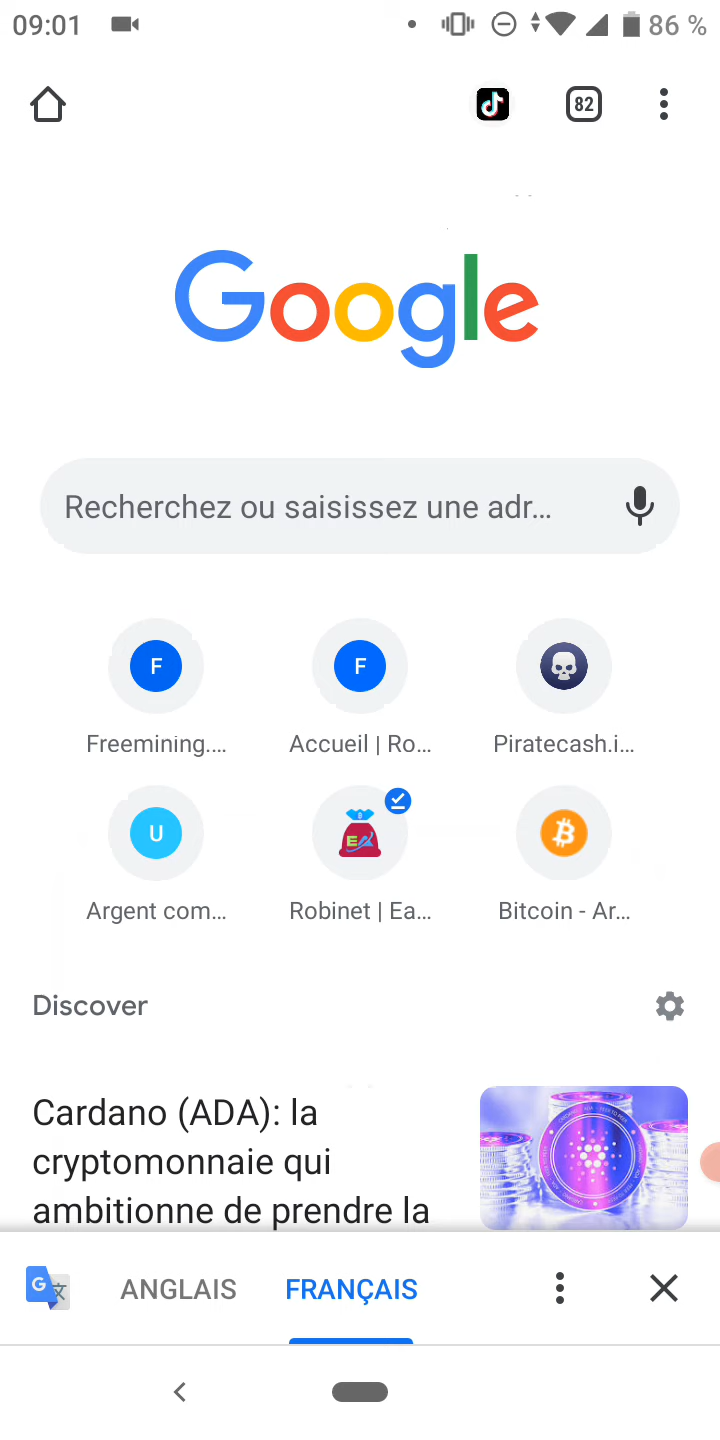 09:01 86 %
82
Google
Recherchez ou saisissez une adr...
F F
Freemining.... Accueil | Ro... Piratecash.i...
U
Argent com... Robinet | Ea... Bitcoin - Ar...
Discover
Cardano (ADA): la
cryptomonnaie qui
ambitionne de prendre la
ANGLAIS FRANÇAIS